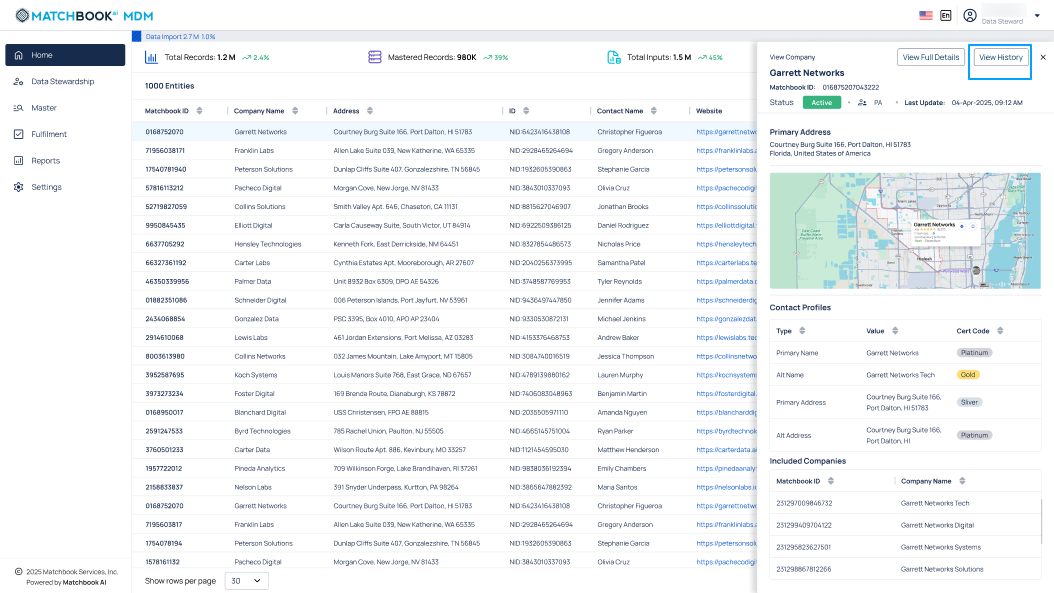 MATCHBOOK AI MDM
En
Data Steward
Home
Data Stewardship
Master
Fulfilment
Reports
Settings
© 2025 Matchbook Services, Inc.
Powered by Matchbook AI
Data Import 2.7 M 1.0%
Total Records: 1.2 M 2.4%
Mastered Records: 980K 39%
Total Inputs: 1.5 M 45%
1000 Entities
Matchbook ID Company Name Address ID Contact Name Website
0168752070 Garrett Networks Courtney Burg Suite 166, Port Dalton, HI 51783 NID:6423416438108 Christopher Figueroa https://garrettnetw
71956038171 Franklin Labs Allen Lake Suite 039, New Katherine, WA 65335 NID:2928465264694 Gregory Anderson https://franklinlabs.
17540781940 Peterson Solutions Dunlap Cliffs Suite 407, Jonathan, TN 56845 NID:1932605390863 Stephanie Garcia https://petersonsol
57816113212 Pacheco Digital Morgan Cove, New Jorge, NV 81433 NID:3843010337093 Olivia Cruz https://pachecodigi
52719827059 Collins Solutions Smith Valley Apt. 646, Chaseton, CA 11131 NID:8815627046907 Jonathan Brooks https://collinssoluti
9950845435 Elliott Digital Carla Causeway Suite, South Victor, UT 84914 NID:6922509386125 Daniel Rodriguez https://elliottdigital.
6637705292 Hensley Technologies Kenneth Fork, East Derrickside, NM 64451 NID:8327854486573 Nicholas Price https://hensleytech
66327361192 Carter Labs Cynthia Estates Apt, Mooreborough, AR 27607 NID:2040256373995 Samantha Patel https://carterlabs.te
46350339956 Palmer Data Unit 8932 Box 6309, DPO AE 54326 NID:3748587769953 Tyler Reynolds https://palmerdata.c
01882351086 Schneider Digital 006 Peterson Islands, Port Jayfurt, NV 53961 NID:9436497447850 Jennifer Adams https://schneiderdig
2434068854 Gonzalez Data PSC 3395, Box 4010, APO AP 23404 NID:9330530872131 Michael Jenkins https://gonzalezdat
2914610068 Lewis Labs 461 Jordan Extensions, Port Melissa, AZ 03283 NID:4153376468753 Andrew Baker https://lewislabs.tec
8003613980 Collins Networks 032 James Mountain, Lake Amyport, MT 15805 NID:3084740016519 Jessica Thompson https://collinsnetwo
3952587695 Koch Systems Louis Manors Suite 768, East Grace, ND 67657 NID:4789139880162 Lauren Murphy https://kochsystem
3973273234 Foster Digital 169 Brenda Route, Dianaburgh, KS 78872 NID:7406083048963 Benjamin Martin https://fosterdigital.
0168950017 Blanchard Digital USS Christensen, FPO AE 88815 NID:2035505971110 Amanda Nguyen https://blancharddig
2591247533 Byrd Technologies 785 Rachel Union, Paulton, NJ 55505 NID:4665145751004 Ryan Parker https://byrdtechnolo
3760501233 Carter Data Wilson Route Apt. 886, Kevinbury, MO 33257 NID:1121454595030 Matthew Henderson https://carterdata.ae
1957722012 Pineda Analytics 709 Wilkinson Forge, Lake Brandihaven, RI 37261 NID:9838036192394 Emily Chambers https://pinedaanalyt
2158833837 Nelson Labs 391 Snyder Underpass, Kurtton, PA 98264 NID:3865647882392 Maria Santos https://nelsonlabs.ic
0168752070 Garrett Networks Courtney Burg Suite 166, Port Dalton, HI 51783 NID:6423416438108 Christopher Figueroa https://garrettnetw
7195603817 Franklin Labs Allen Lake Suite 039, New Katherine, WA 65335 NID:2928465264694 Gregory Anderson https://franklinlabs.
1754078194 Peterson Solutions Dunlap Cliffs Suite 407, Jonathan, TN 56845 NID:1932605390863 Stephanie Garcia https://petersonsol
1578161132 Pacheco Digital Morgan Cove, New Jorge, NV 81433 NID:3843010337093 Olivia Cruz https://pachecodigi
Show rows per page 30
View Company View Full Details View History
Garrett Networks
Matchbook ID: 016875207043222
Status Active • PA • Last Update: 04-Apr-2025, 09:12 AM
Primary Address
Courtney Burg Suite 166, Port Dalton, HI 51783
Florida, United States of America
Garrett Networks
Hialeah
Contact Profiles
Type Value Cert Code
Primary Name Garrett Networks Platinum
Alt Name Garrett Networks Tech Gold
Primary Address Courtney Burg Suite 166, Port Dalton, HI 51783 Sliver
Alt Address Courtney Burg Suite 166, Port Dalton, HI Platinum
Included Companies
Matchbook ID Company Name
231297009846732 Garrett Networks Tech
231299409704122 Garrett Networks Digital
231295823627501 Garrett Networks Systems
231298867812266 Garrett Networks Solutions